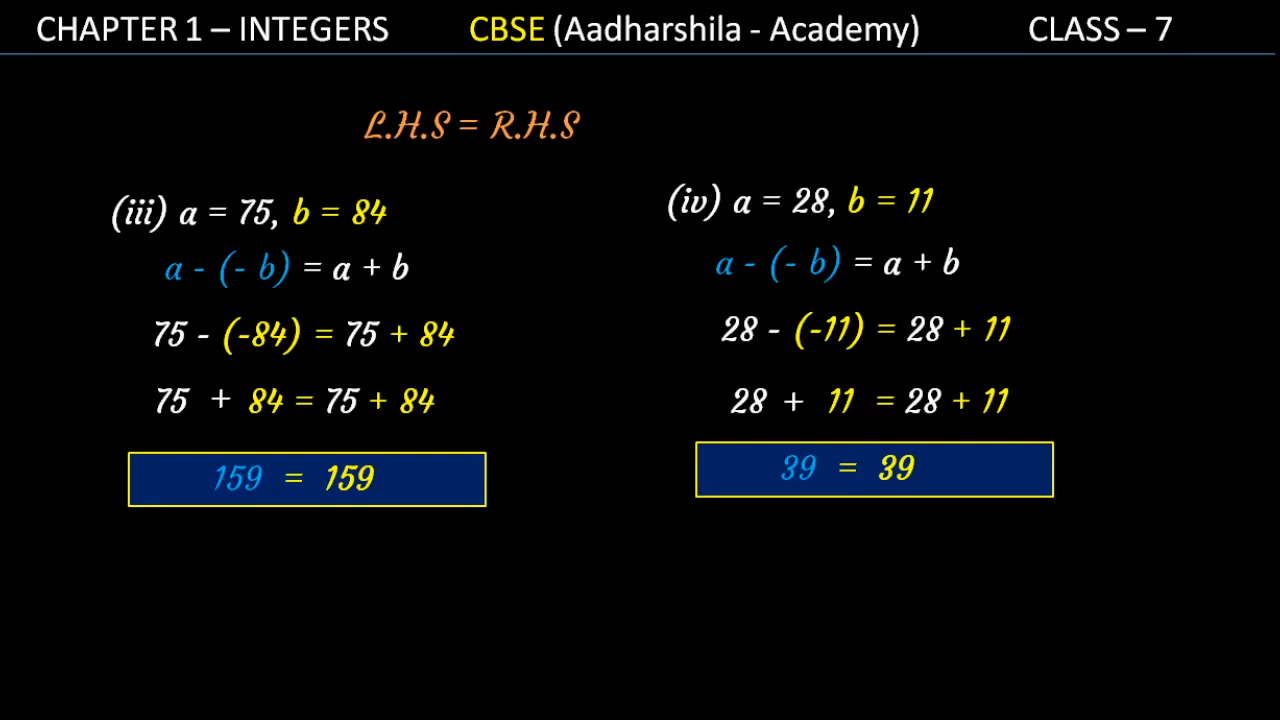 CHAPTER 1 – INTEGERS CBSE (Aadharshila - Academy) CLASS – 7
L.H.S = R.H.S
(iii) a = 75, b = 84
a - (- b) = a + b
75 - (-84) = 75 + 84
75 + 84 = 75 + 84
159 = 159
(iv) a = 28, b = 11
a - (- b) = a + b
28 - (-11) = 28 + 11
28 + 11 = 28 + 11
39 = 39